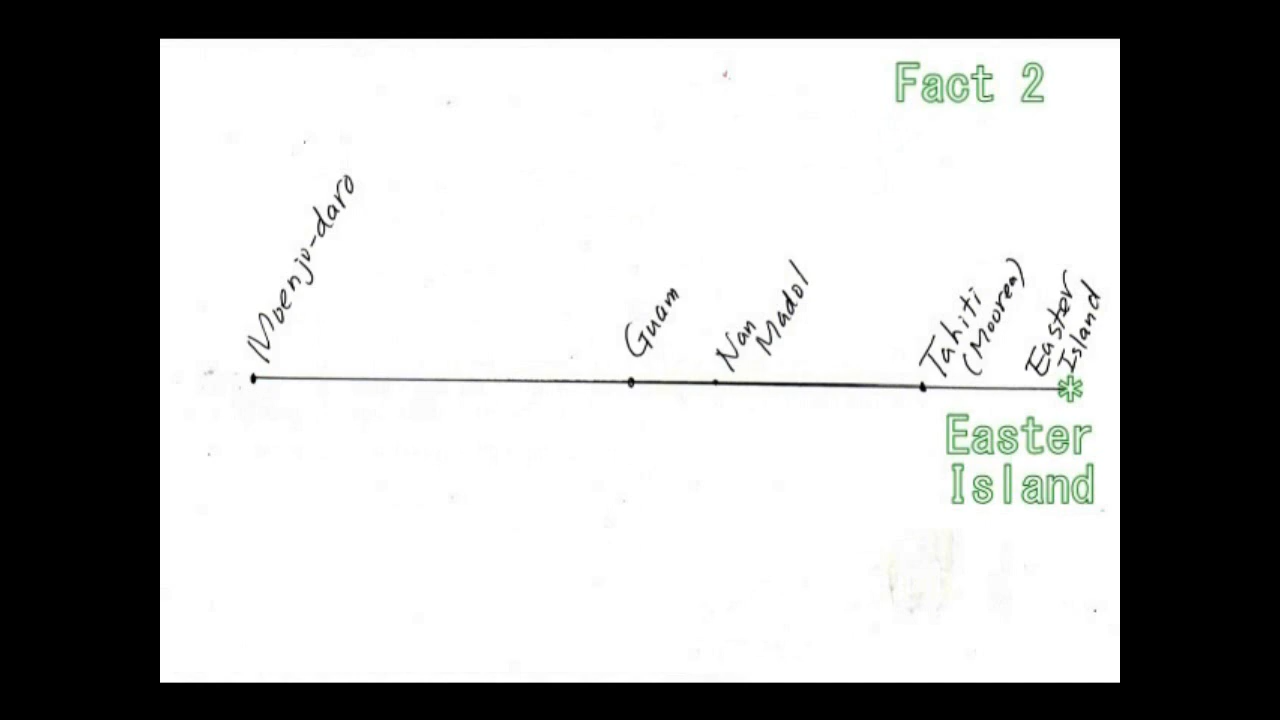 Fact 2
Moenjo-daro
Guam
Nan
Madol
Tahiti
(Moorea)
Easter
Island
*
Easter
Island